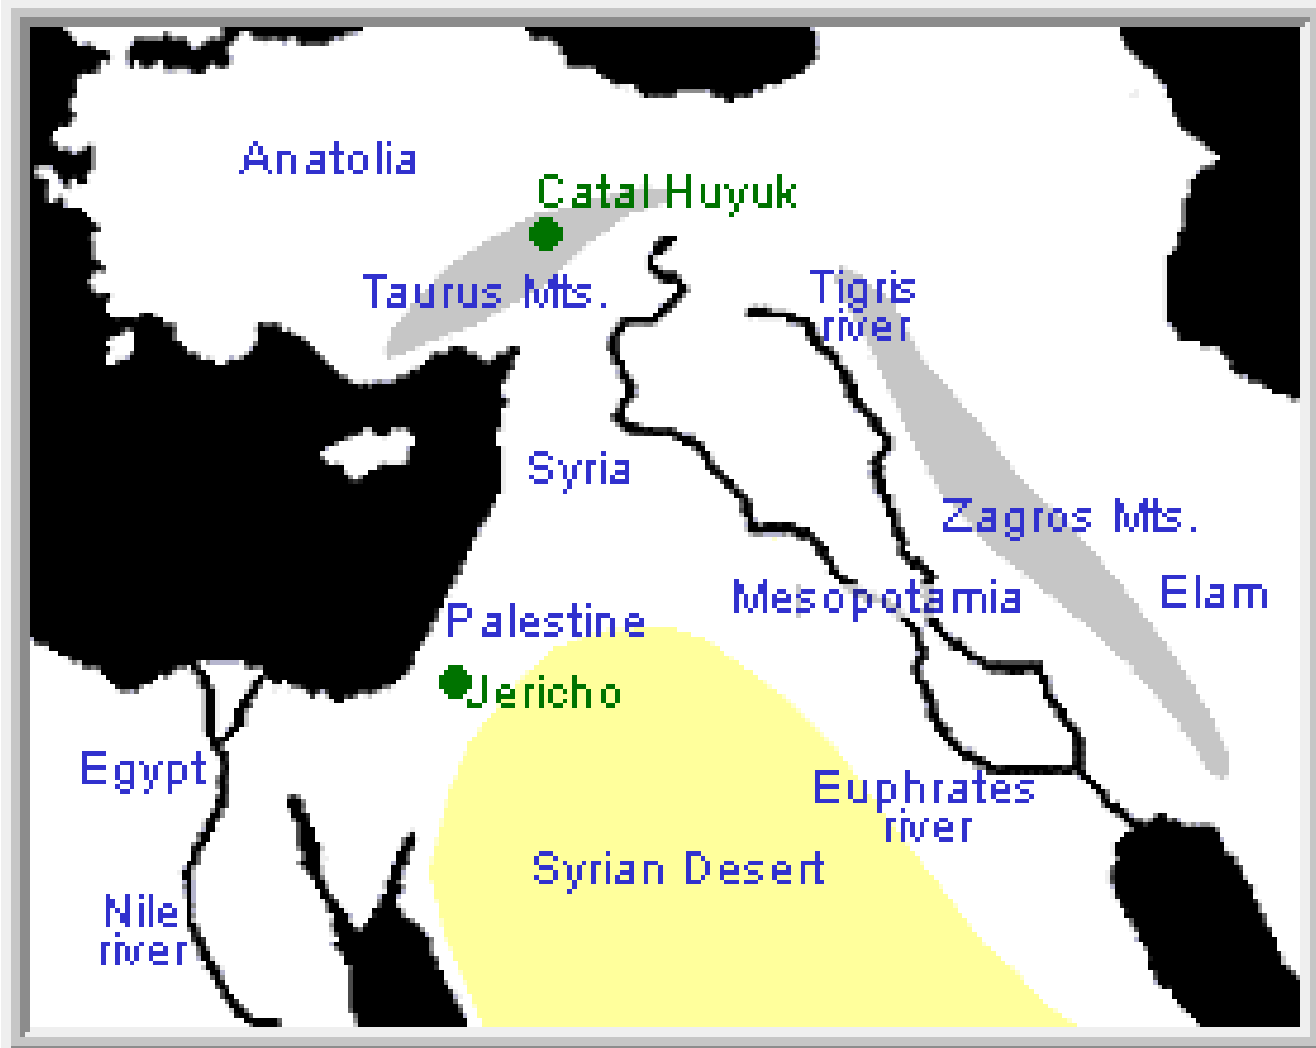 Anatolia
Catal Huyuk
Taurus Mts.
Tigris
river
Syria
Zagros Mts.
Mesopotamia
Elam
Palestine
Jericho
Egypt
Euphrates
river
Syrian Desert
Nile
river